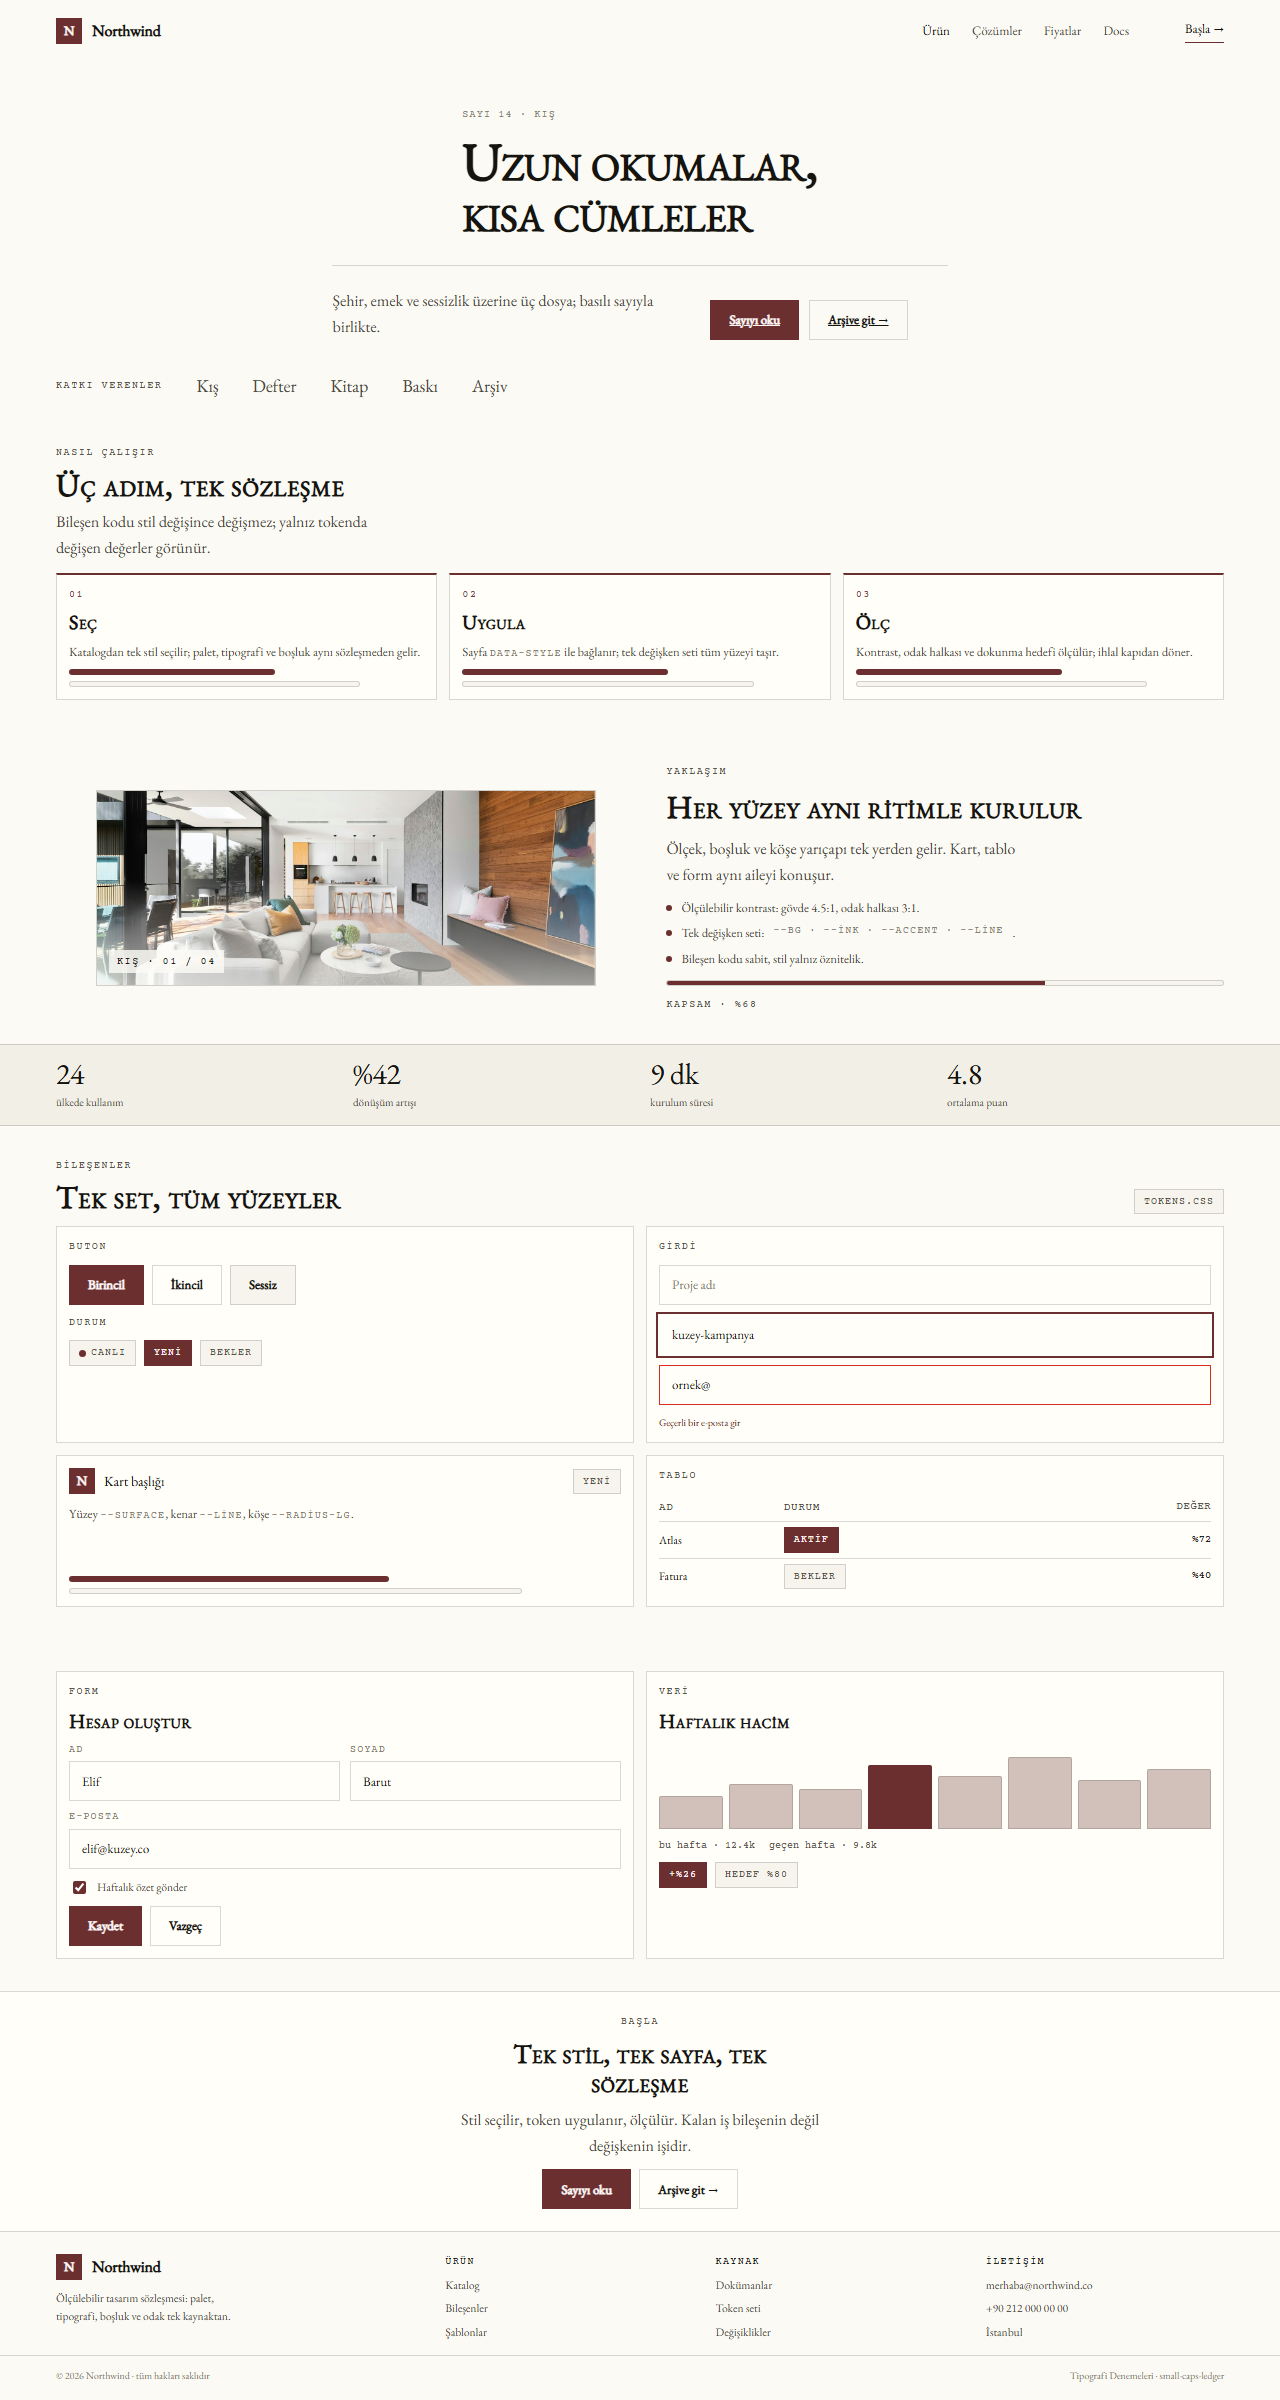 N Northwind
Ürün Çözümler Fiyatlar Docs Başla →
SAYI 14 · KIŞ
Uzun okumalar,
kısa cümleler
Şehir, emek ve sessizlik üzerine üç dosya; basılı sayıyla
birlikte.
Sayıyı oku Arşive git →
KATKI VERENLER Kış Defter Kitap Baskı Arşiv
NASIL ÇALIŞIR
Üç adım, tek sözleşme
Bileşen kodu stil değişince değişmez; yalnız tokenda
değişen değerler görünür.
01
Seç
Katalogdan tek stil seçilir; palet, tipografi ve boşluk aynı sözleşmeden gelir.
02
Uygula
Sayfa DATA-STYLE ile bağlanır; tek değişken seti tüm yüzeyi taşır.
03
Ölç
Kontrast, odak halkası ve dokunma hedefi ölçülür; ihlal kapıdan döner.
KIŞ · 01 / 04
YAKLAŞIM
Her yüzey aynı ritimle kurulur
Ölçek, boşluk ve köşe yarıçapı tek yerden gelir. Kart, tablo
ve form aynı aileyi konuşur.
Ölçülebilir kontrast: gövde 4.5:1, odak halkası 3:1.
Tek değişken seti: --BG · --İNK · --ACCENT · --LİNE .
Bileşen kodu sabit, stil yalnız öznitelik.
KAPSAM · %68
24
ülkede kullanım
%42
dönüşüm artışı
9 dk
kurulum süresi
4.8
ortalama puan
BİLEŞENLER
Tek set, tüm yüzeyler
TOKENS.CSS
BUTON
Birincil İkincil Sessiz
DURUM
CANLI YENİ BEKLER
GİRDİ
Proje adı
kuzey-kampanya
ornek@
Geçerli bir e-posta gir
N Kart başlığı YENİ
Yüzey --SURFACE, kenar --LİNE, köşe --RADİUS-LG.
TABLO
AD DURUM DEĞER
Atlas AKTİF %72
Fatura BEKLER %40
FORM
Hesap oluştur
AD SOYAD
Elif Barut
E-POSTA
elif@kuzey.co
Haftalık özet gönder
Kaydet Vazgeç
VERİ
Haftalık hacim
bu hafta · 12.4k geçen hafta · 9.8k
+%26 HEDEF %80
BAŞLA
Tek stil, tek sayfa, tek
sözleşme
Stil seçilir, token uygulanır, ölçülür. Kalan iş bileşenin değil
değişkenin işidir.
Sayıyı oku Arşive git →
N Northwind
Ölçülebilir tasarım sözleşmesi: palet,
tipografi, boşluk ve odak tek kaynaktan.
ÜRÜN
Katalog
Bileşenler
Şablonlar
KAYNAK
Dokümanlar
Token seti
Değişiklikler
İLETİŞİM
merhaba@northwind.co
+90 212 000 00 00
İstanbul
© 2026 Northwind · tüm hakları saklıdır
Tipografi Denemeleri · small-caps-ledger